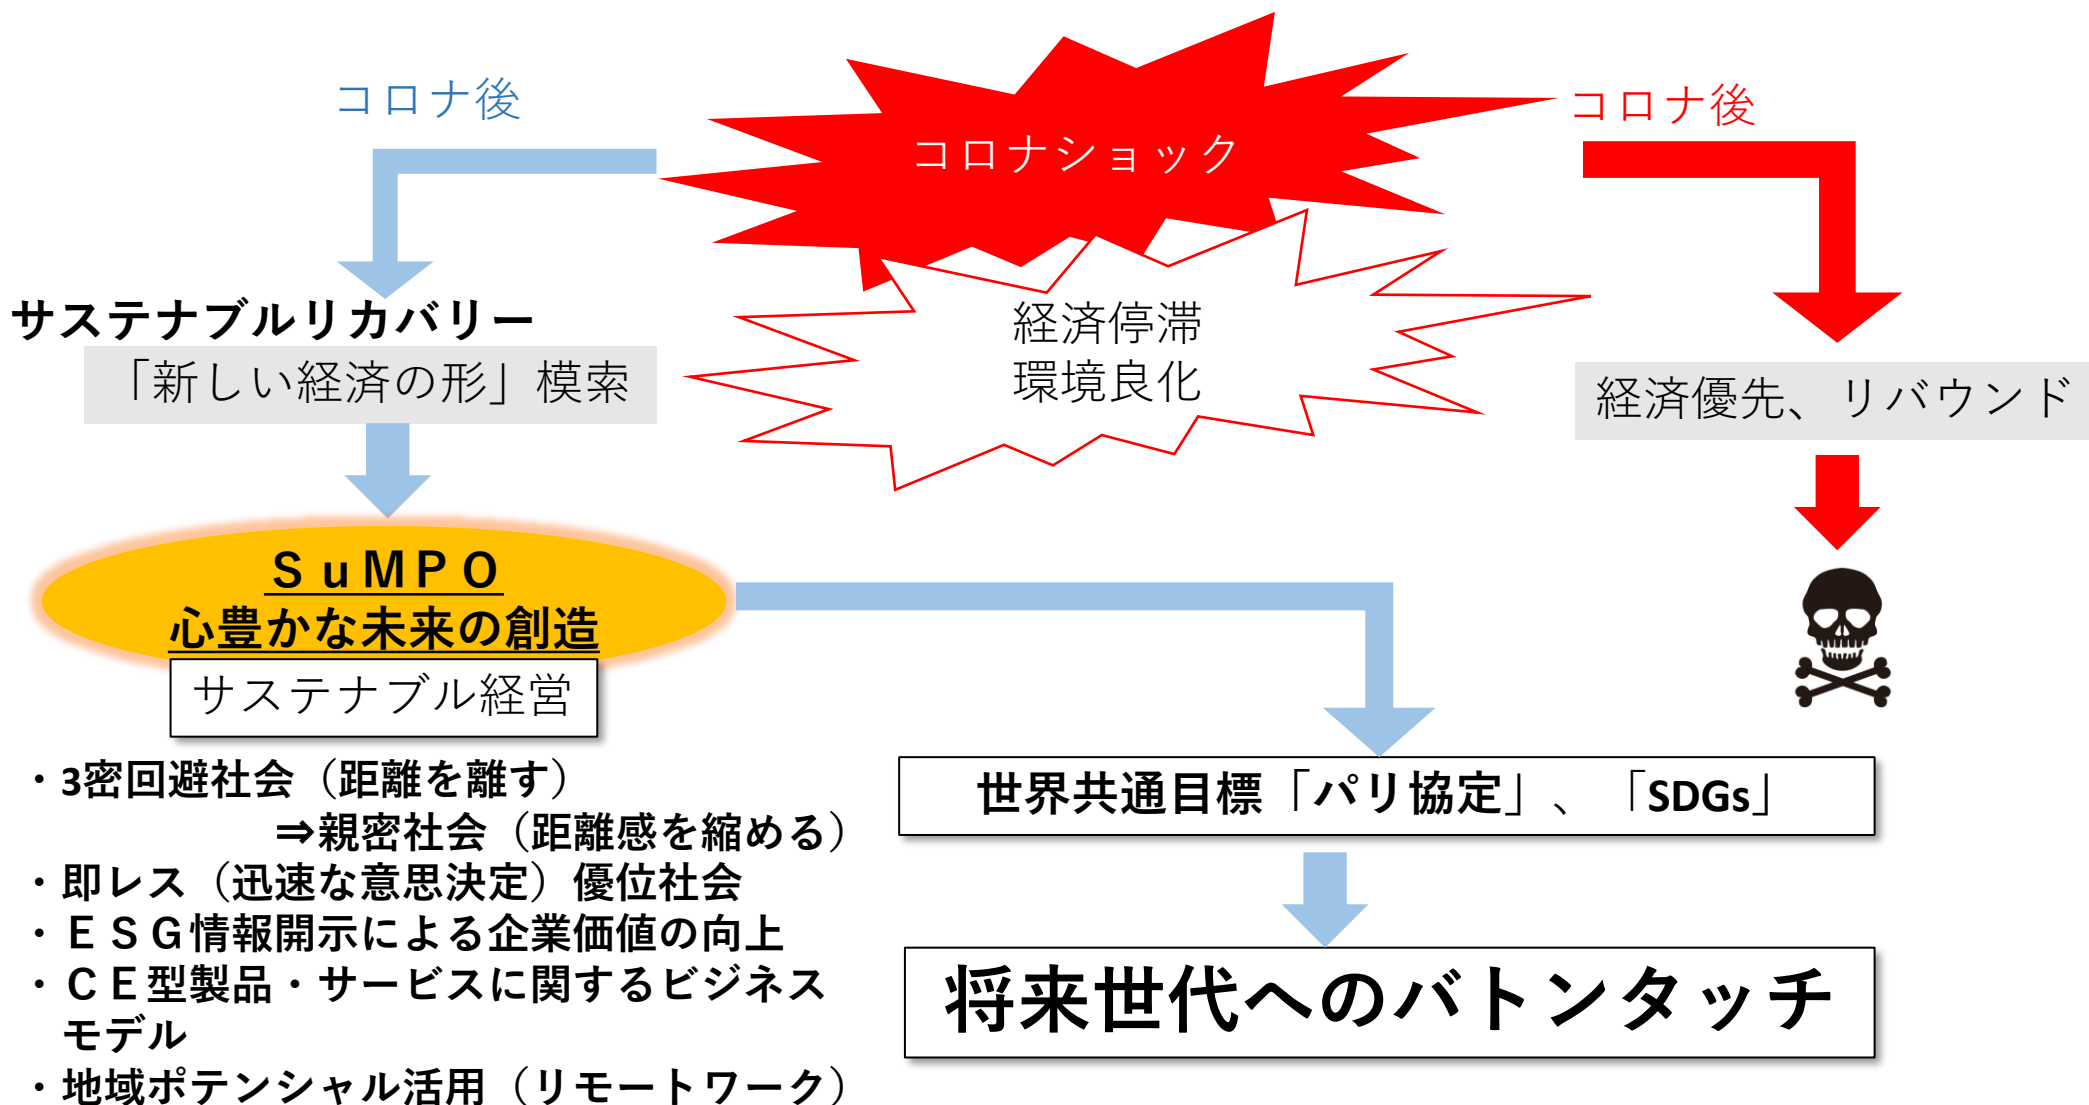 コロナ後
コロナショック
コロナ後
経済停滞
環境良化
サステナブルリカバリー
「新しい経済の形」模索
経済優先、リバウンド
ＳｕＭＰＯ
心豊かな未来の創造
サステナブル経営
・3密回避社会（距離を離す）
⇒親密社会（距離感を縮める）
・即レス（迅速な意思決定）優位社会
・ＥＳＧ情報開示による企業価値の向上
・ＣＥ型製品・サービスに関するビジネス
モデル
・地域ポテンシャル活用（リモートワーク）
世界共通目標「パリ協定」、「SDGs」
将来世代へのバトンタッチ